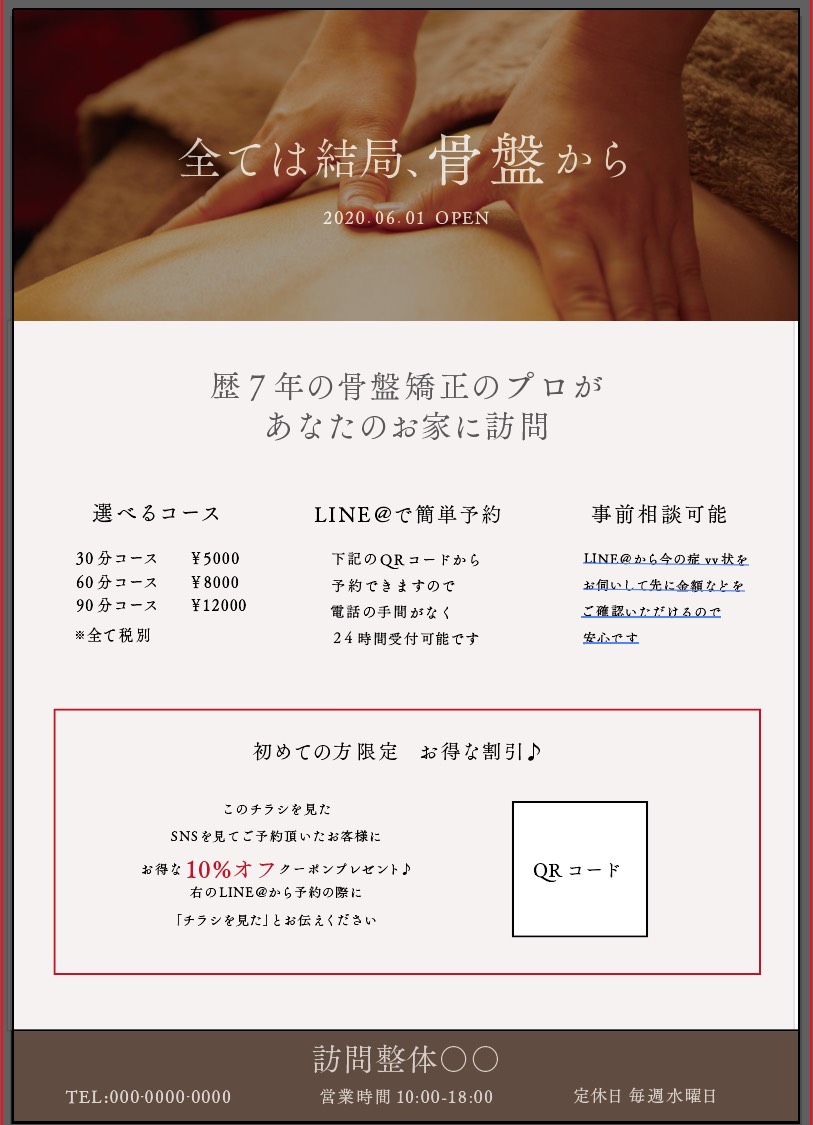 全ては結局、骨盤から
2020.06.01 OPEN
歴7年の骨盤矯正のプロが
あなたのお家に訪問
選べるコース
30分コース ¥5000
60分コース ¥8000
90分コース ¥12000
※全て税別
LINE@で簡単予約
下記のQRコードから
予約できますので
電話の手間がなく
24時間受付可能です
事前相談可能
LINE@から今の症vv状を
お伺いして先に金額などを
ご確認いただけるので
安心です
初めての方限定 お得な割引♪
このチラシを見た
SNSを見てご予約頂いたお客様に
お得な10%オフクーポンプレゼント♪
右のLINE@から予約の際に
「チラシを見た」とお伝えください
QRコード
訪問整体〇〇
TEL:000-0000-0000 営業時間 10:00-18:00 定休日 毎週水曜日